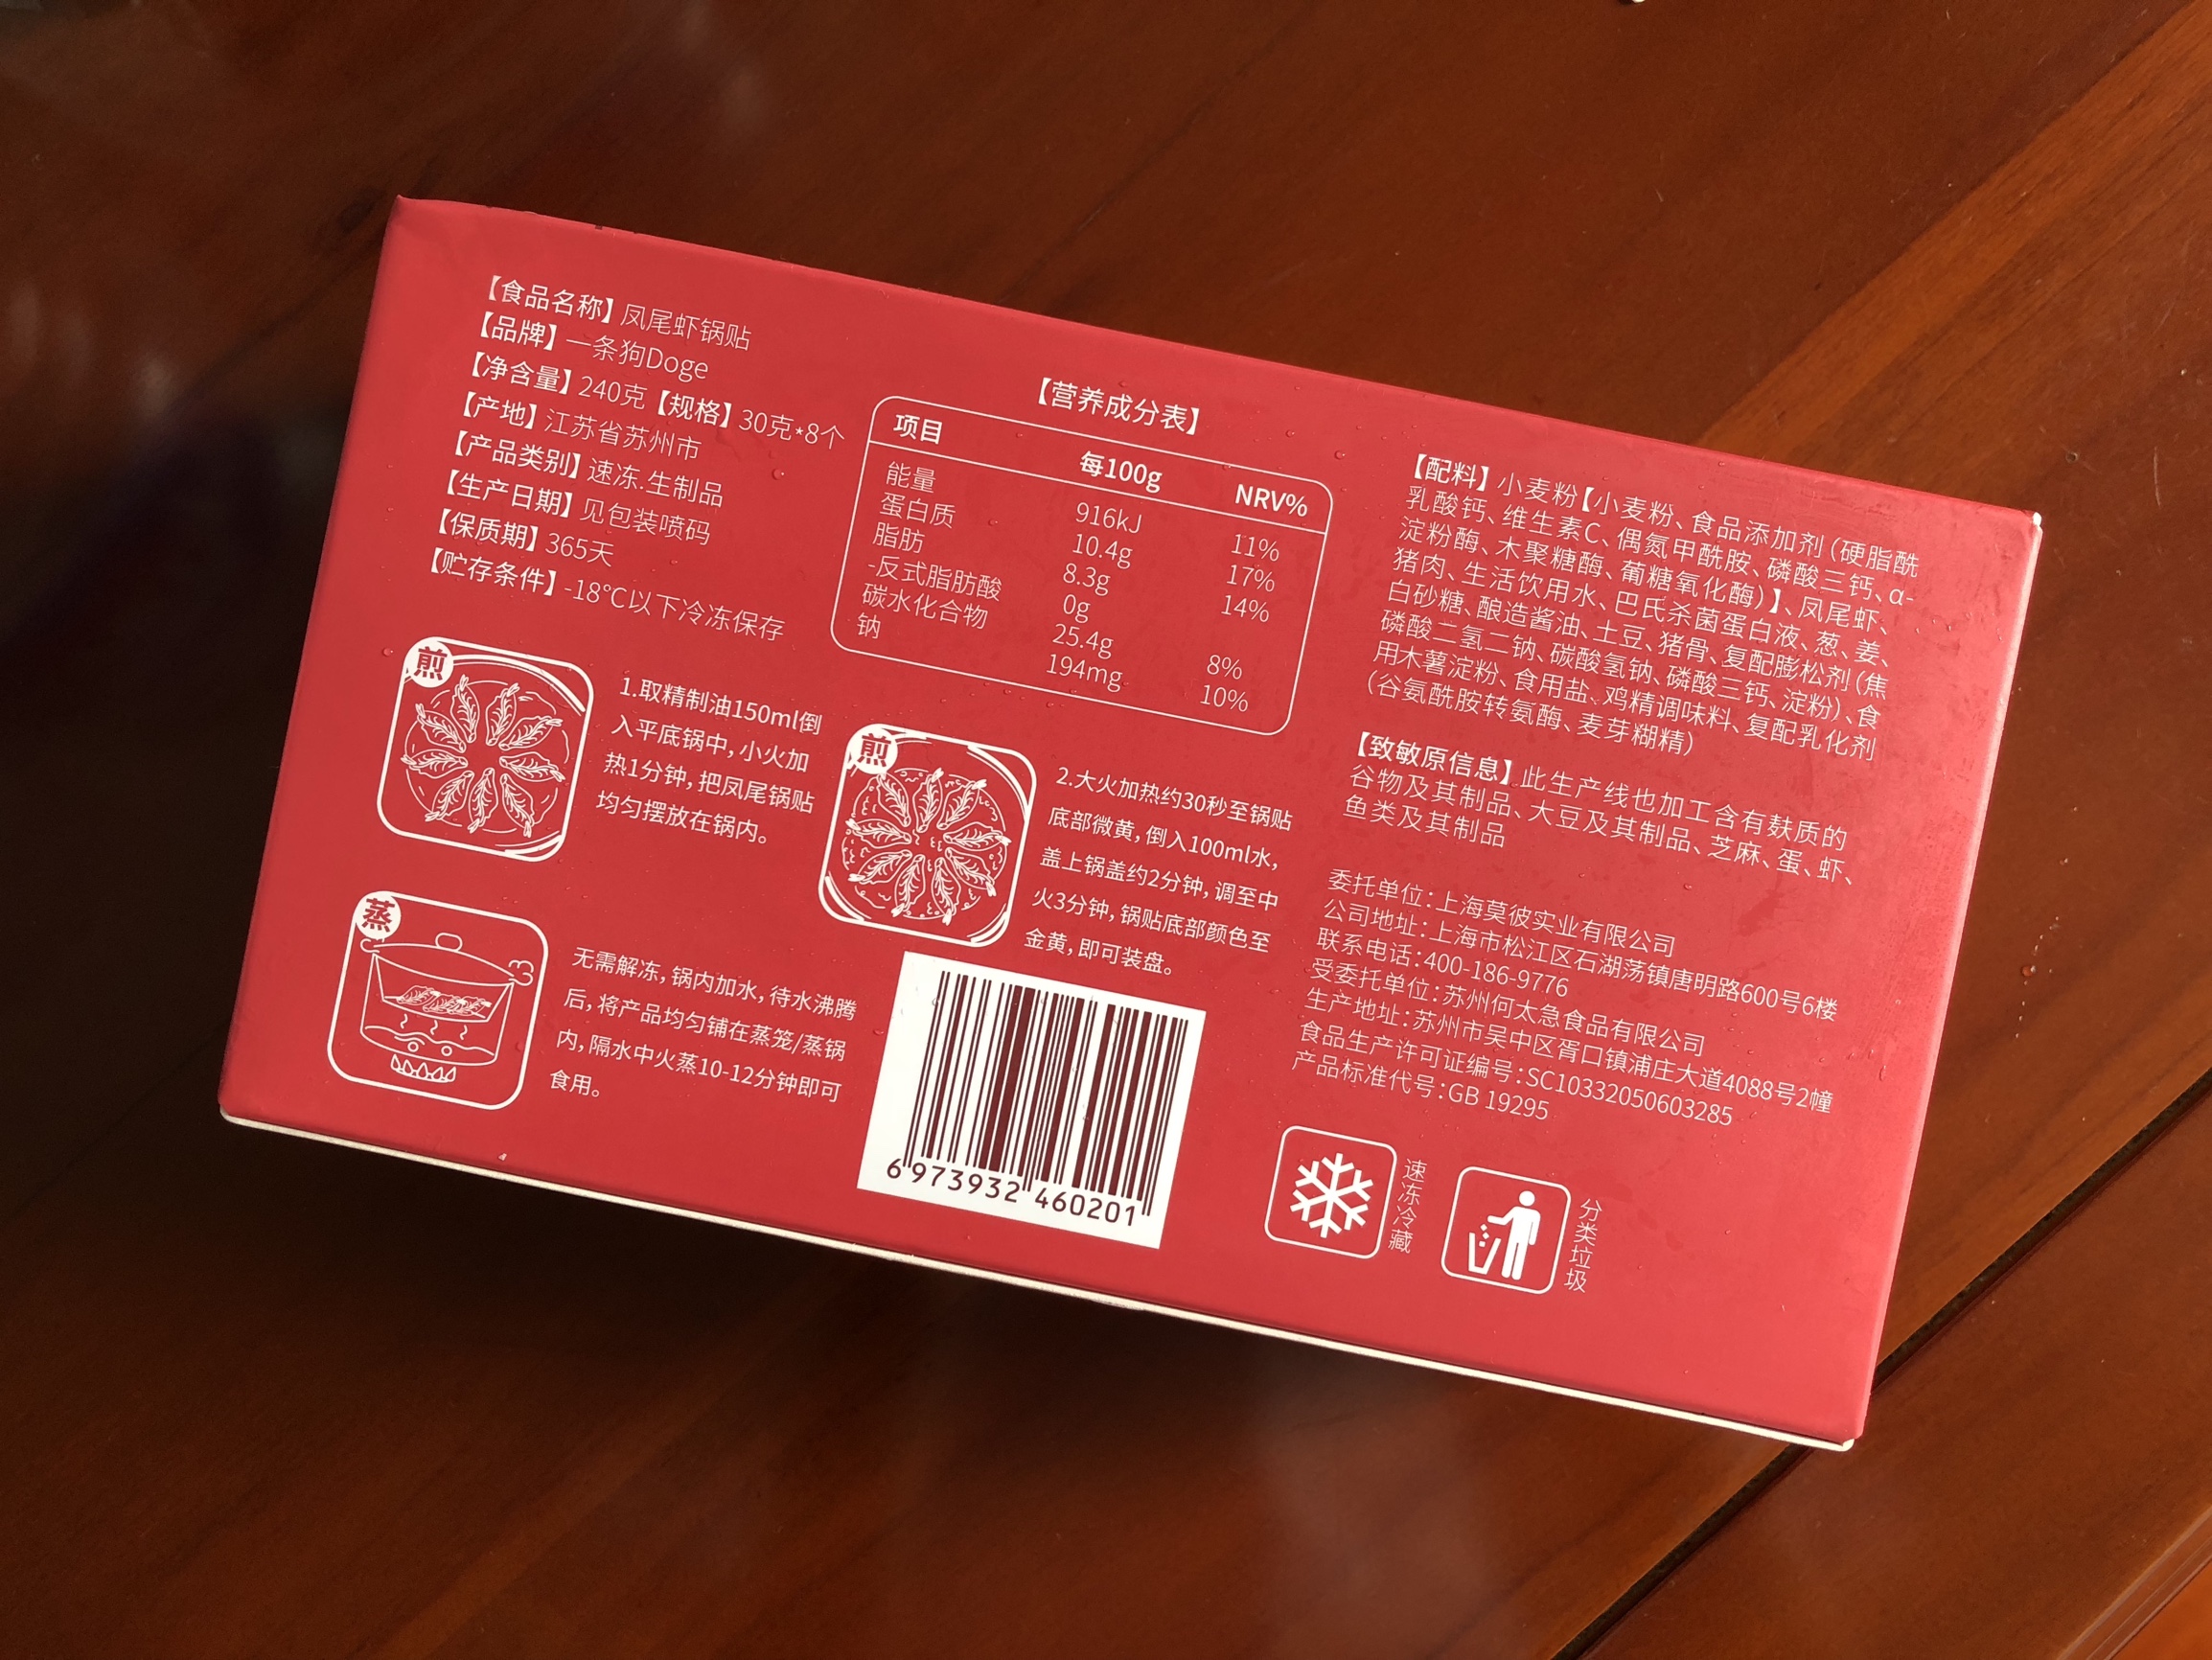 【食品名称】凤尾虾锅贴
【品牌】一条狗Doge
【净含量】240克【规格】30克*8个
【产地】江苏省苏州市
【产品类别】速冻.生制品
【生产日期】见包装喷码
【保质期】365天
【贮存条件】-18℃以下冷冻保存
【营养成分表】
项目 每100g NRV%
能量 916kJ 11%
蛋白质 10.4g 17%
脂肪 8.3g 14%
-反式脂肪酸 0g
碳水化合物 25.4g 8%
钠 194mg 10%
【配料】小麦粉【小麦粉、食品添加剂（硬脂酰
乳酸钙、维生素C、偶氮甲酰胺、磷酸三钙、α-
淀粉酶、木聚糖酶、葡糖氧化酶）】、凤尾虾、
猪肉、生活饮用水、巴氏杀菌蛋白液、葱、姜、
白砂糖、酿造酱油、土豆、猪骨、复配膨松剂（焦
磷酸二氢二钠、碳酸氢钠、磷酸三钙、淀粉）、食
用木薯淀粉、食用盐、鸡精调味料、复配乳化剂
（谷氨酰胺转氨酶、麦芽糊精）
【致敏原信息】此生产线也加工含有麸质的
谷物及其制品、大豆及其制品、芝麻、蛋、虾、
鱼类及其制品
委托单位：上海莫彼实业有限公司
公司地址：上海市松江区石湖荡镇唐明路600号6楼
联系电话：400-186-9776
受委托单位：苏州何太急食品有限公司
生产地址：苏州市吴中区胥口镇浦庄大道4088号2幢
食品生产许可证编号：SC10332050603285
产品标准代号：GB 19295
煎
1.取精制油150ml倒
入平底锅中，小火加
热1分钟，把凤尾锅贴
均匀摆放在锅内。
煎
2.大火加热约30秒至锅贴
底部微黄，倒入100ml水，
盖上锅盖约2分钟，调至中
火3分钟，锅贴底部颜色至
金黄，即可装盘。
蒸
无需解冻，锅内加水，待水沸腾
后，将产品均匀铺在蒸笼/蒸锅
内，隔水中火蒸10-12分钟即可
食用。
6 973932 460201
速冻冷藏
分类垃圾